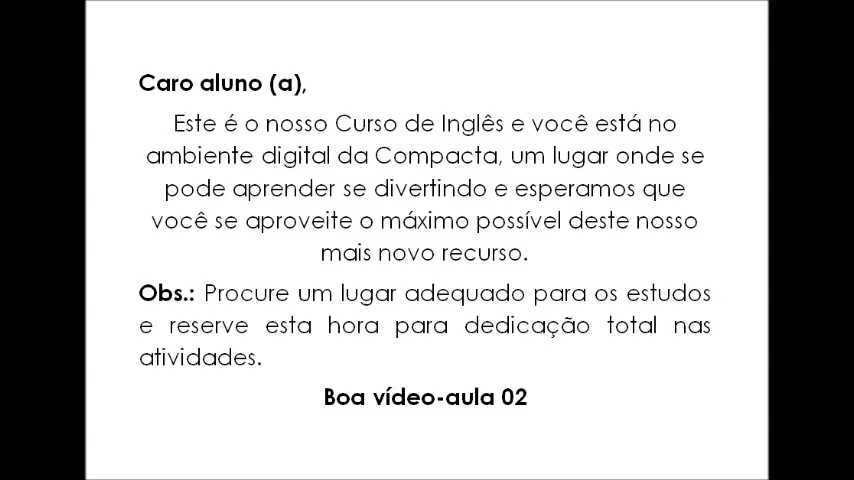 Caro aluno (a),
Este é o nosso Curso de Inglês e você está no
ambiente digital da Compacta, um lugar onde se
pode aprender se divertindo e esperamos que
você se aproveite o máximo possível deste nosso
mais novo recurso.
Obs.: Procure um lugar adequado para os estudos
e reserve esta hora para dedicação total nas
atividades.
Boa vídeo-aula 02